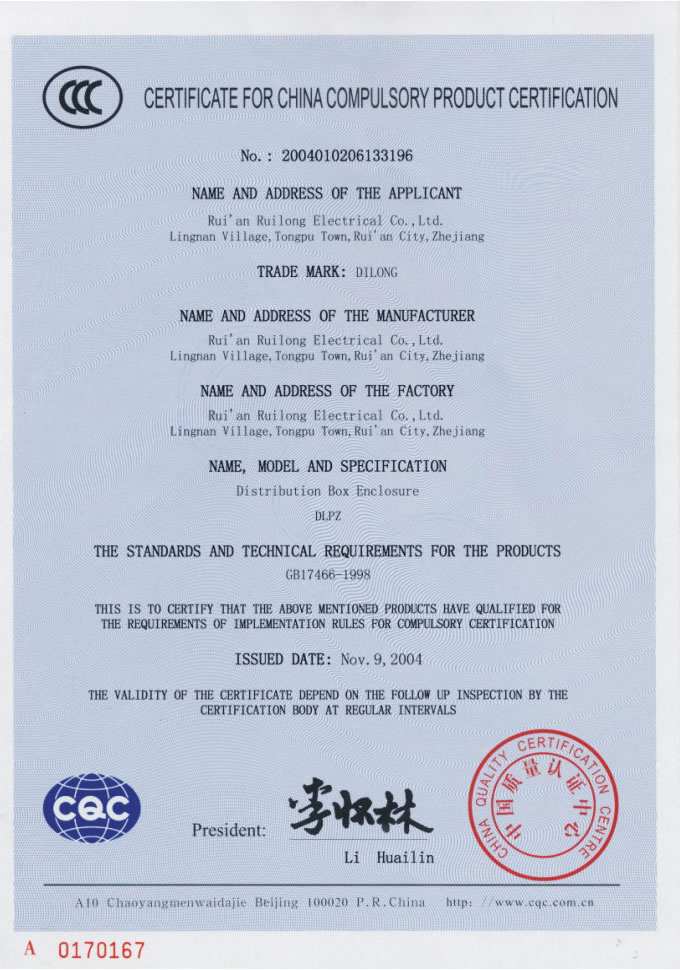 CCC CERTIFICATE FOR CHINA COMPULSORY PRODUCT CERTIFICATION
No.: 2004010206133196
NAME AND ADDRESS OF THE APPLICANT
Rui'an Ruilong Electrical Co.,Ltd.
Lingnan Village,Tongpu Town,Rui'an City,Zhejiang
TRADE MARK: DILONG
NAME AND ADDRESS OF THE MANUFACTURER
Rui'an Ruilong Electrical Co.,Ltd.
Lingnan Village,Tongpu Town,Rui'an City,Zhejiang
NAME AND ADDRESS OF THE FACTORY
Rui'an Ruilong Electrical Co.,Ltd.
Lingnan Village,Tongpu Town,Rui'an City,Zhejiang
NAME, MODEL AND SPECIFICATION
Distribution Box Enclosure
DLPZ
THE STANDARDS AND TECHNICAL REQUIREMENTS FOR THE PRODUCTS
GB17466-1998
THIS IS TO CERTIFY THAT THE ABOVE MENTIONED PRODUCTS HAVE QUALIFIED FOR
THE REQUIREMENTS OF IMPLEMENTATION RULES FOR COMPULSORY CERTIFICATION
ISSUED DATE: Nov.9,2004
THE VALIDITY OF THE CERTIFICATE DEPEND ON THE FOLLOW UP INSPECTION BY THE
CERTIFICATION BODY AT REGULAR INTERVALS
CQC
President: 李怀林
Li Huailin
CHINA QUALITY CERTIFICATION CENTRE
中国质量认证中心
A10 Chaoyangmenwaidajie Beijing 100020 P.R.China http://www.cqc.com.cn
A 0170167